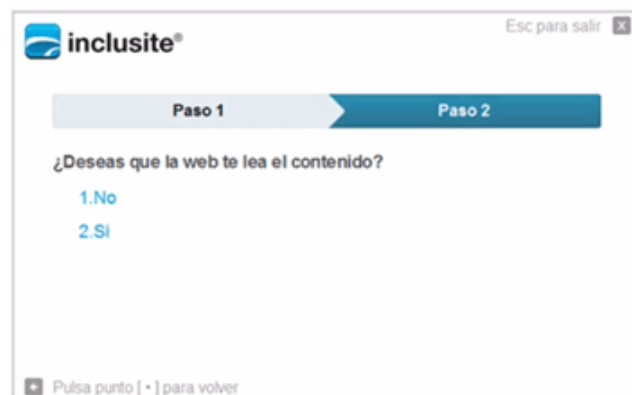 Esc para salir X
inclusite®
Paso 1 Paso 2
¿Deseas que la web te lea el contenido?
1.No
2.Si
Pulsa punto [ • ] para volver